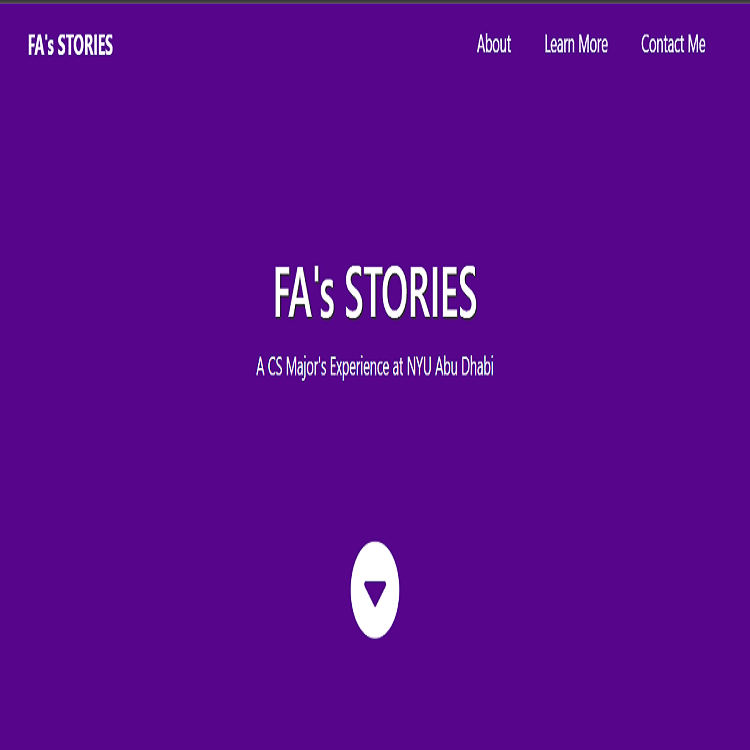 FA's STORIES
About Learn More Contact Me
FA's STORIES
A CS Major's Experience at NYU Abu Dhabi